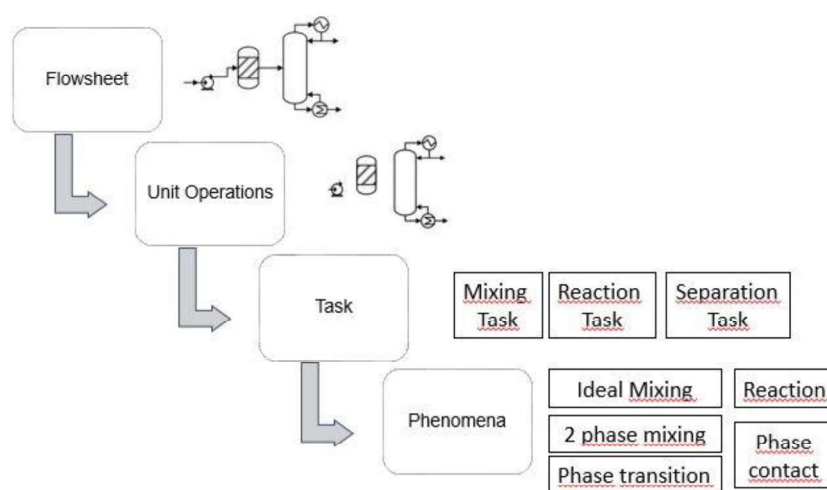 Flowsheet
Unit Operations
Task
Mixing
Task
Reaction
Task
Separation
Task
Phenomena
Ideal Mixing
Reaction
2 phase mixing
Phase
contact
Phase transition